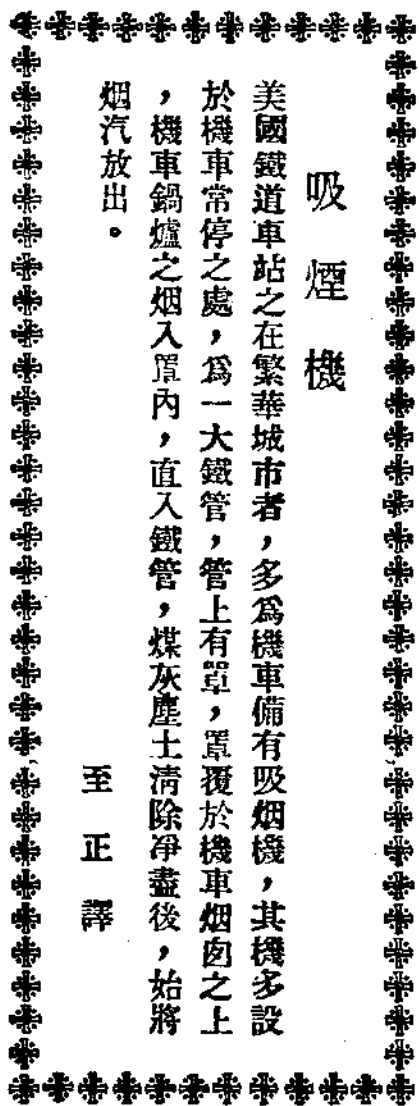 吸煙機
美國鐵道車站之在繁華城市者，多爲機車備有吸烟機，其機多設
於機車常停之處，爲一大鐵管，管上有罩，罩覆於機車烟囪之上
，機車鍋爐之烟入罩內，直入鐵管，煤灰塵土清除凈盡後，始將
烟汽放出。
至正譯